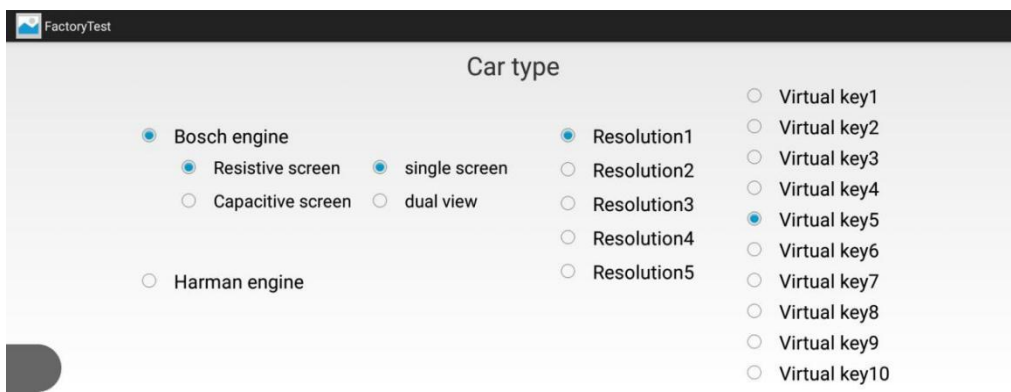 FactoryTest
Car type
Bosch engine
Resistive screen
single screen
Capacitive screen
dual view
Harman engine
Resolution1
Resolution2
Resolution3
Resolution4
Resolution5
Virtual key1
Virtual key2
Virtual key3
Virtual key4
Virtual key5
Virtual key6
Virtual key7
Virtual key8
Virtual key9
Virtual key10